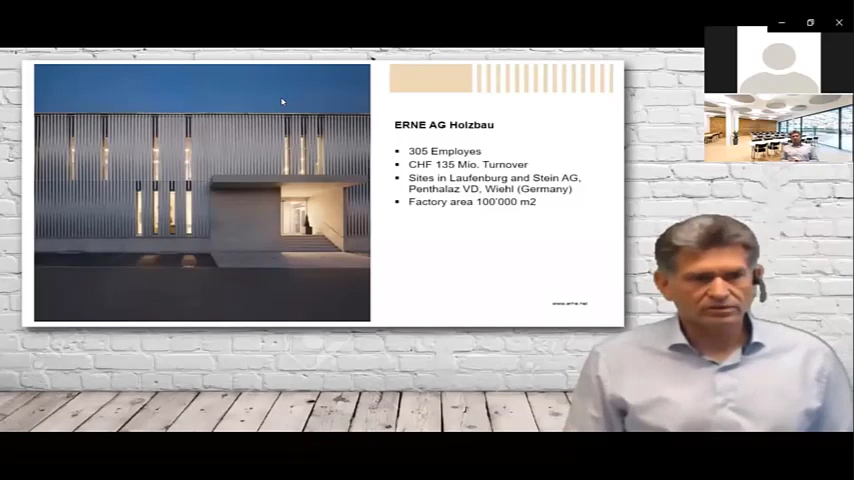 ERNE AG Holzbau
▪ 305 Employes
▪ CHF 135 Mio. Turnover
▪ Sites in Laufenburg and Stein AG,
Penthalaz VD, Wiehl (Germany)
▪ Factory area 100'000 m2
www.erne.net